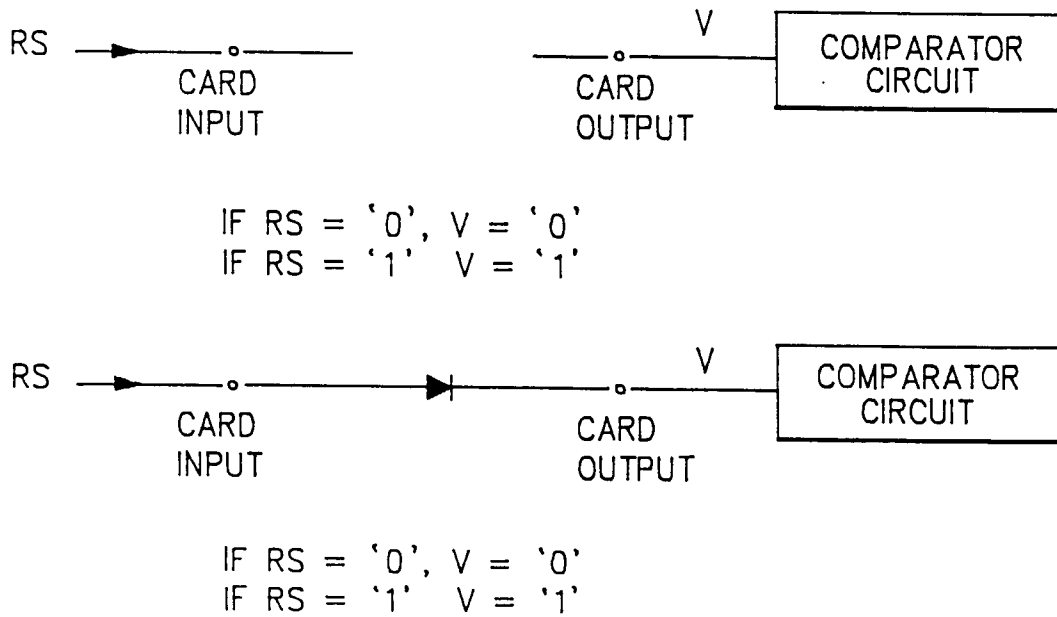 RS
CARD
INPUT
CARD
OUTPUT
V
COMPARATOR
CIRCUIT
IF RS = '0', V = '0'
IF RS = '1' V = '1'
RS
CARD
INPUT
CARD
OUTPUT
V
COMPARATOR
CIRCUIT
IF RS = '0', V = '0'
IF RS = '1' V = '1'